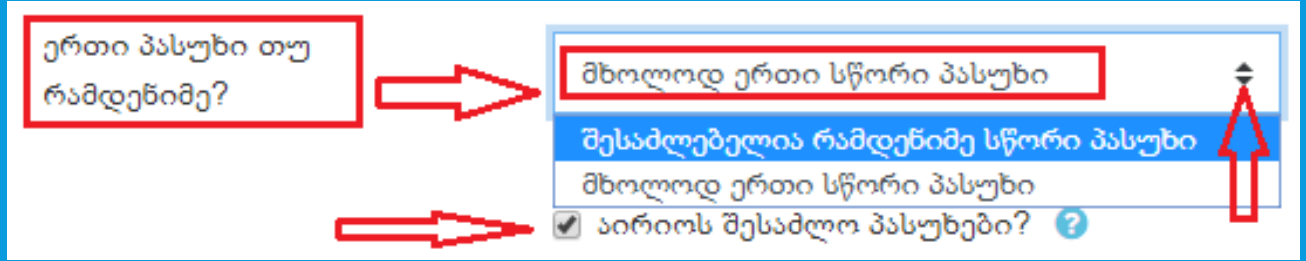 ერთი პასუხი თუ
რამდენიმე?
მხოლოდ ერთი სწორი პასუხი
შესაძლებელია რამდენიმე სწორი პასუხი
მხოლოდ ერთი სწორი პასუხი
აირიოს შესაძლო პასუხები? ?